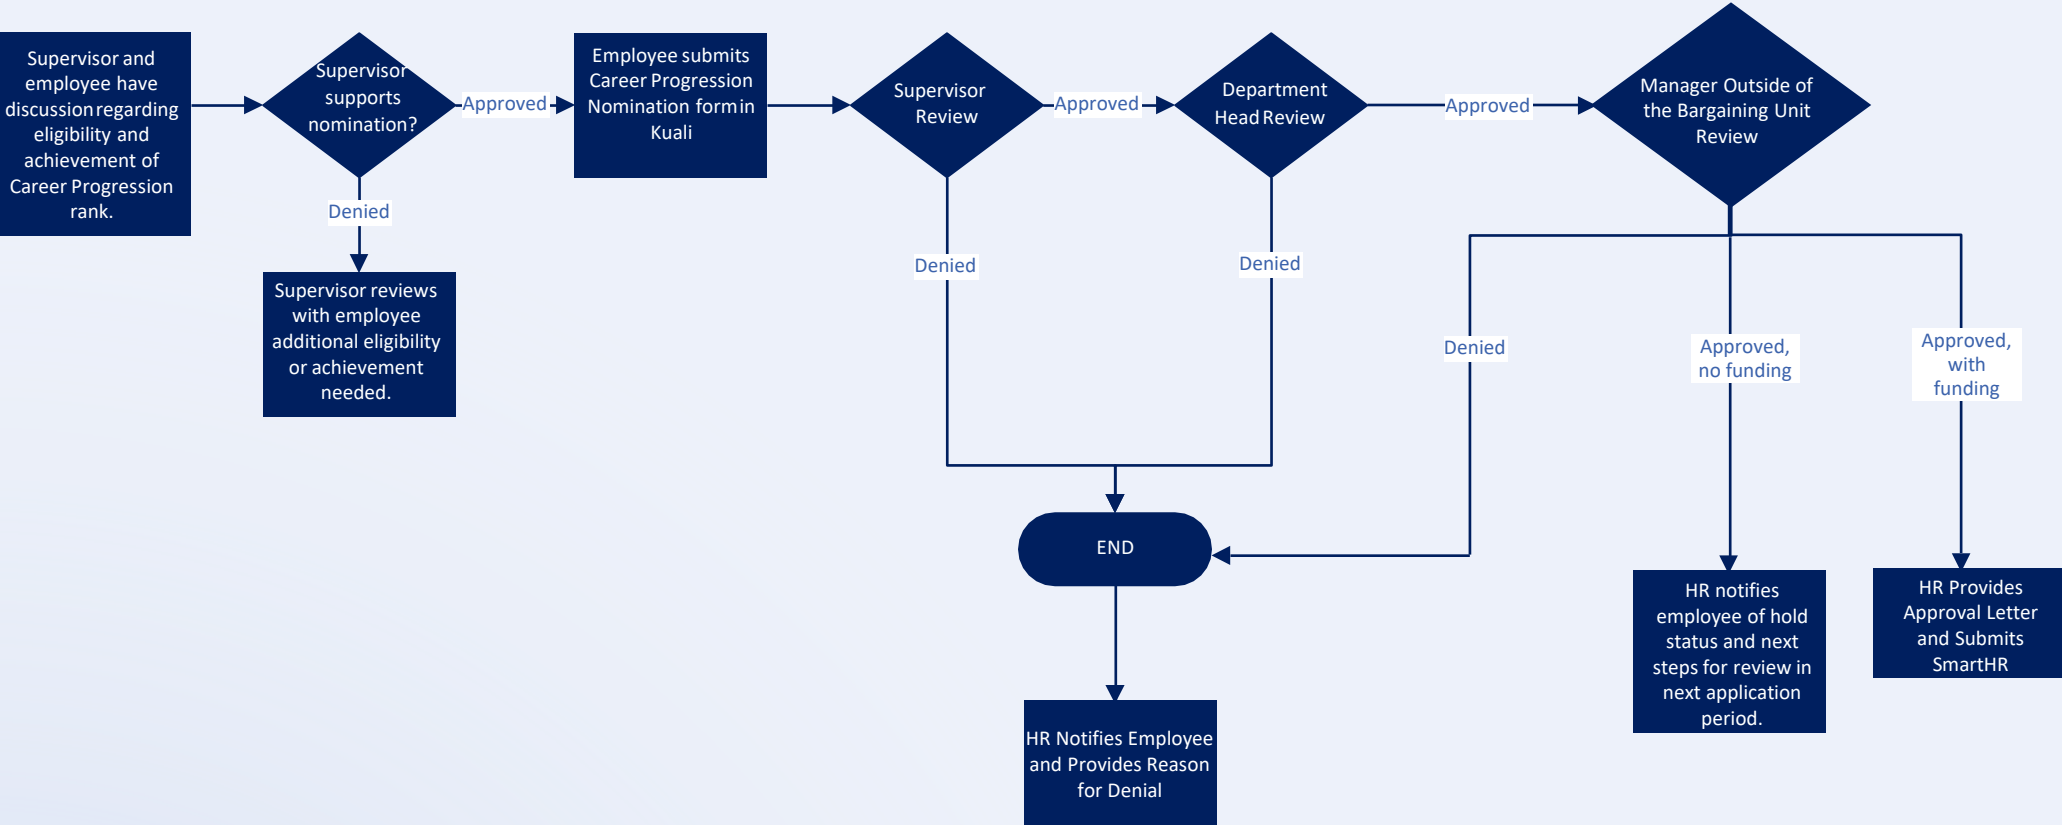 Supervisor and
employee have
discussion regarding
eligibility and
achievement of
Career Progression
rank.
Supervisor
supports
nomination?
Approved
Denied
Supervisor reviews
with employee
additional eligibility
or achievement
needed.
Employee submits
Career Progression
Nomination form in
Kuali
Supervisor
Review
Approved
Denied
Department
Head Review
Approved
Denied
Manager Outside of
the Bargaining Unit
Review
Denied
Approved,
no funding
Approved,
with
funding
END
HR Notifies Employee
and Provides Reason
for Denial
HR notifies
employee of hold
status and next
steps for review in
next application
period.
HR Provides
Approval Letter
and Submits
SmartHR